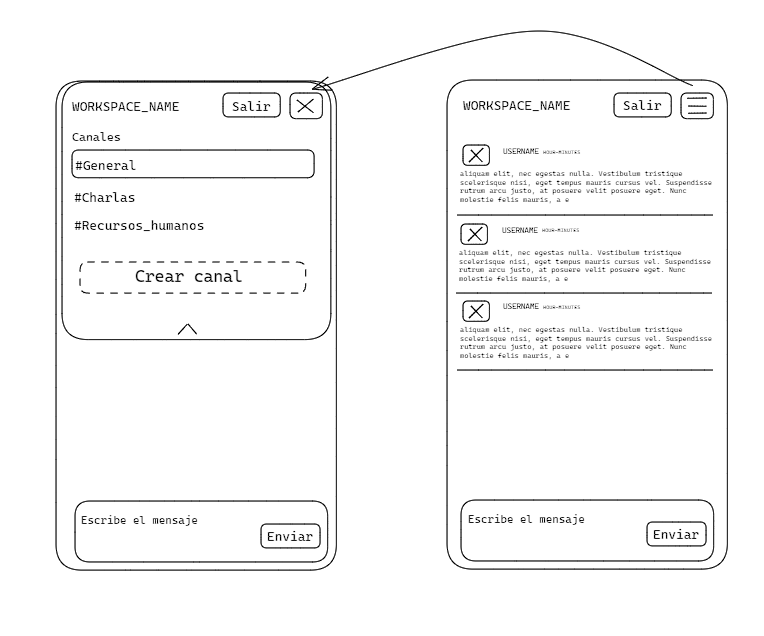 WORKSPACE_NAME
Salir
Canales
#General
#Charlas
#Recursos_humanos
Crear canal
Escribe el mensaje
Enviar
WORKSPACE_NAME
Salir
USERNAME HOUR-MINUTES
aliquam elit, nec egestas nulla. Vestibulum tristique
scelerisque nisi, eget tempus mauris cursus vel. Suspendisse
rutrum arcu justo, at posuere velit posuere eget. Nunc
molestie felis mauris, a e
USERNAME HOUR-MINUTES
aliquam elit, nec egestas nulla. Vestibulum tristique
scelerisque nisi, eget tempus mauris cursus vel. Suspendisse
rutrum arcu justo, at posuere velit posuere eget. Nunc
molestie felis mauris, a e
USERNAME HOUR-MINUTES
aliquam elit, nec egestas nulla. Vestibulum tristique
scelerisque nisi, eget tempus mauris cursus vel. Suspendisse
rutrum arcu justo, at posuere velit posuere eget. Nunc
molestie felis mauris, a e
Escribe el mensaje
Enviar